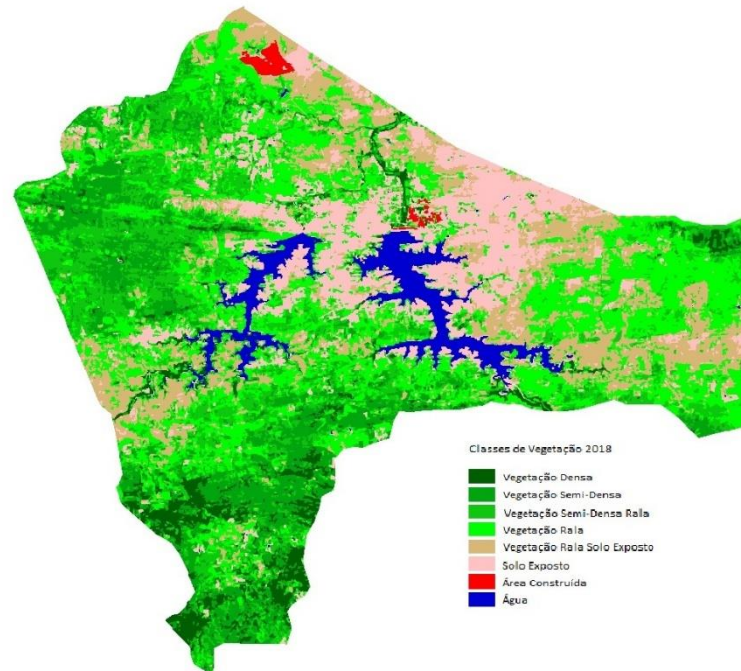 Classes de Vegetação 2018
Vegetação Densa
Vegetação Semi-Densa
Vegetação Semi-Densa Rala
Vegetação Rala
Vegetação Rala Solo Exposto
Solo Exposto
Área Construída
Água